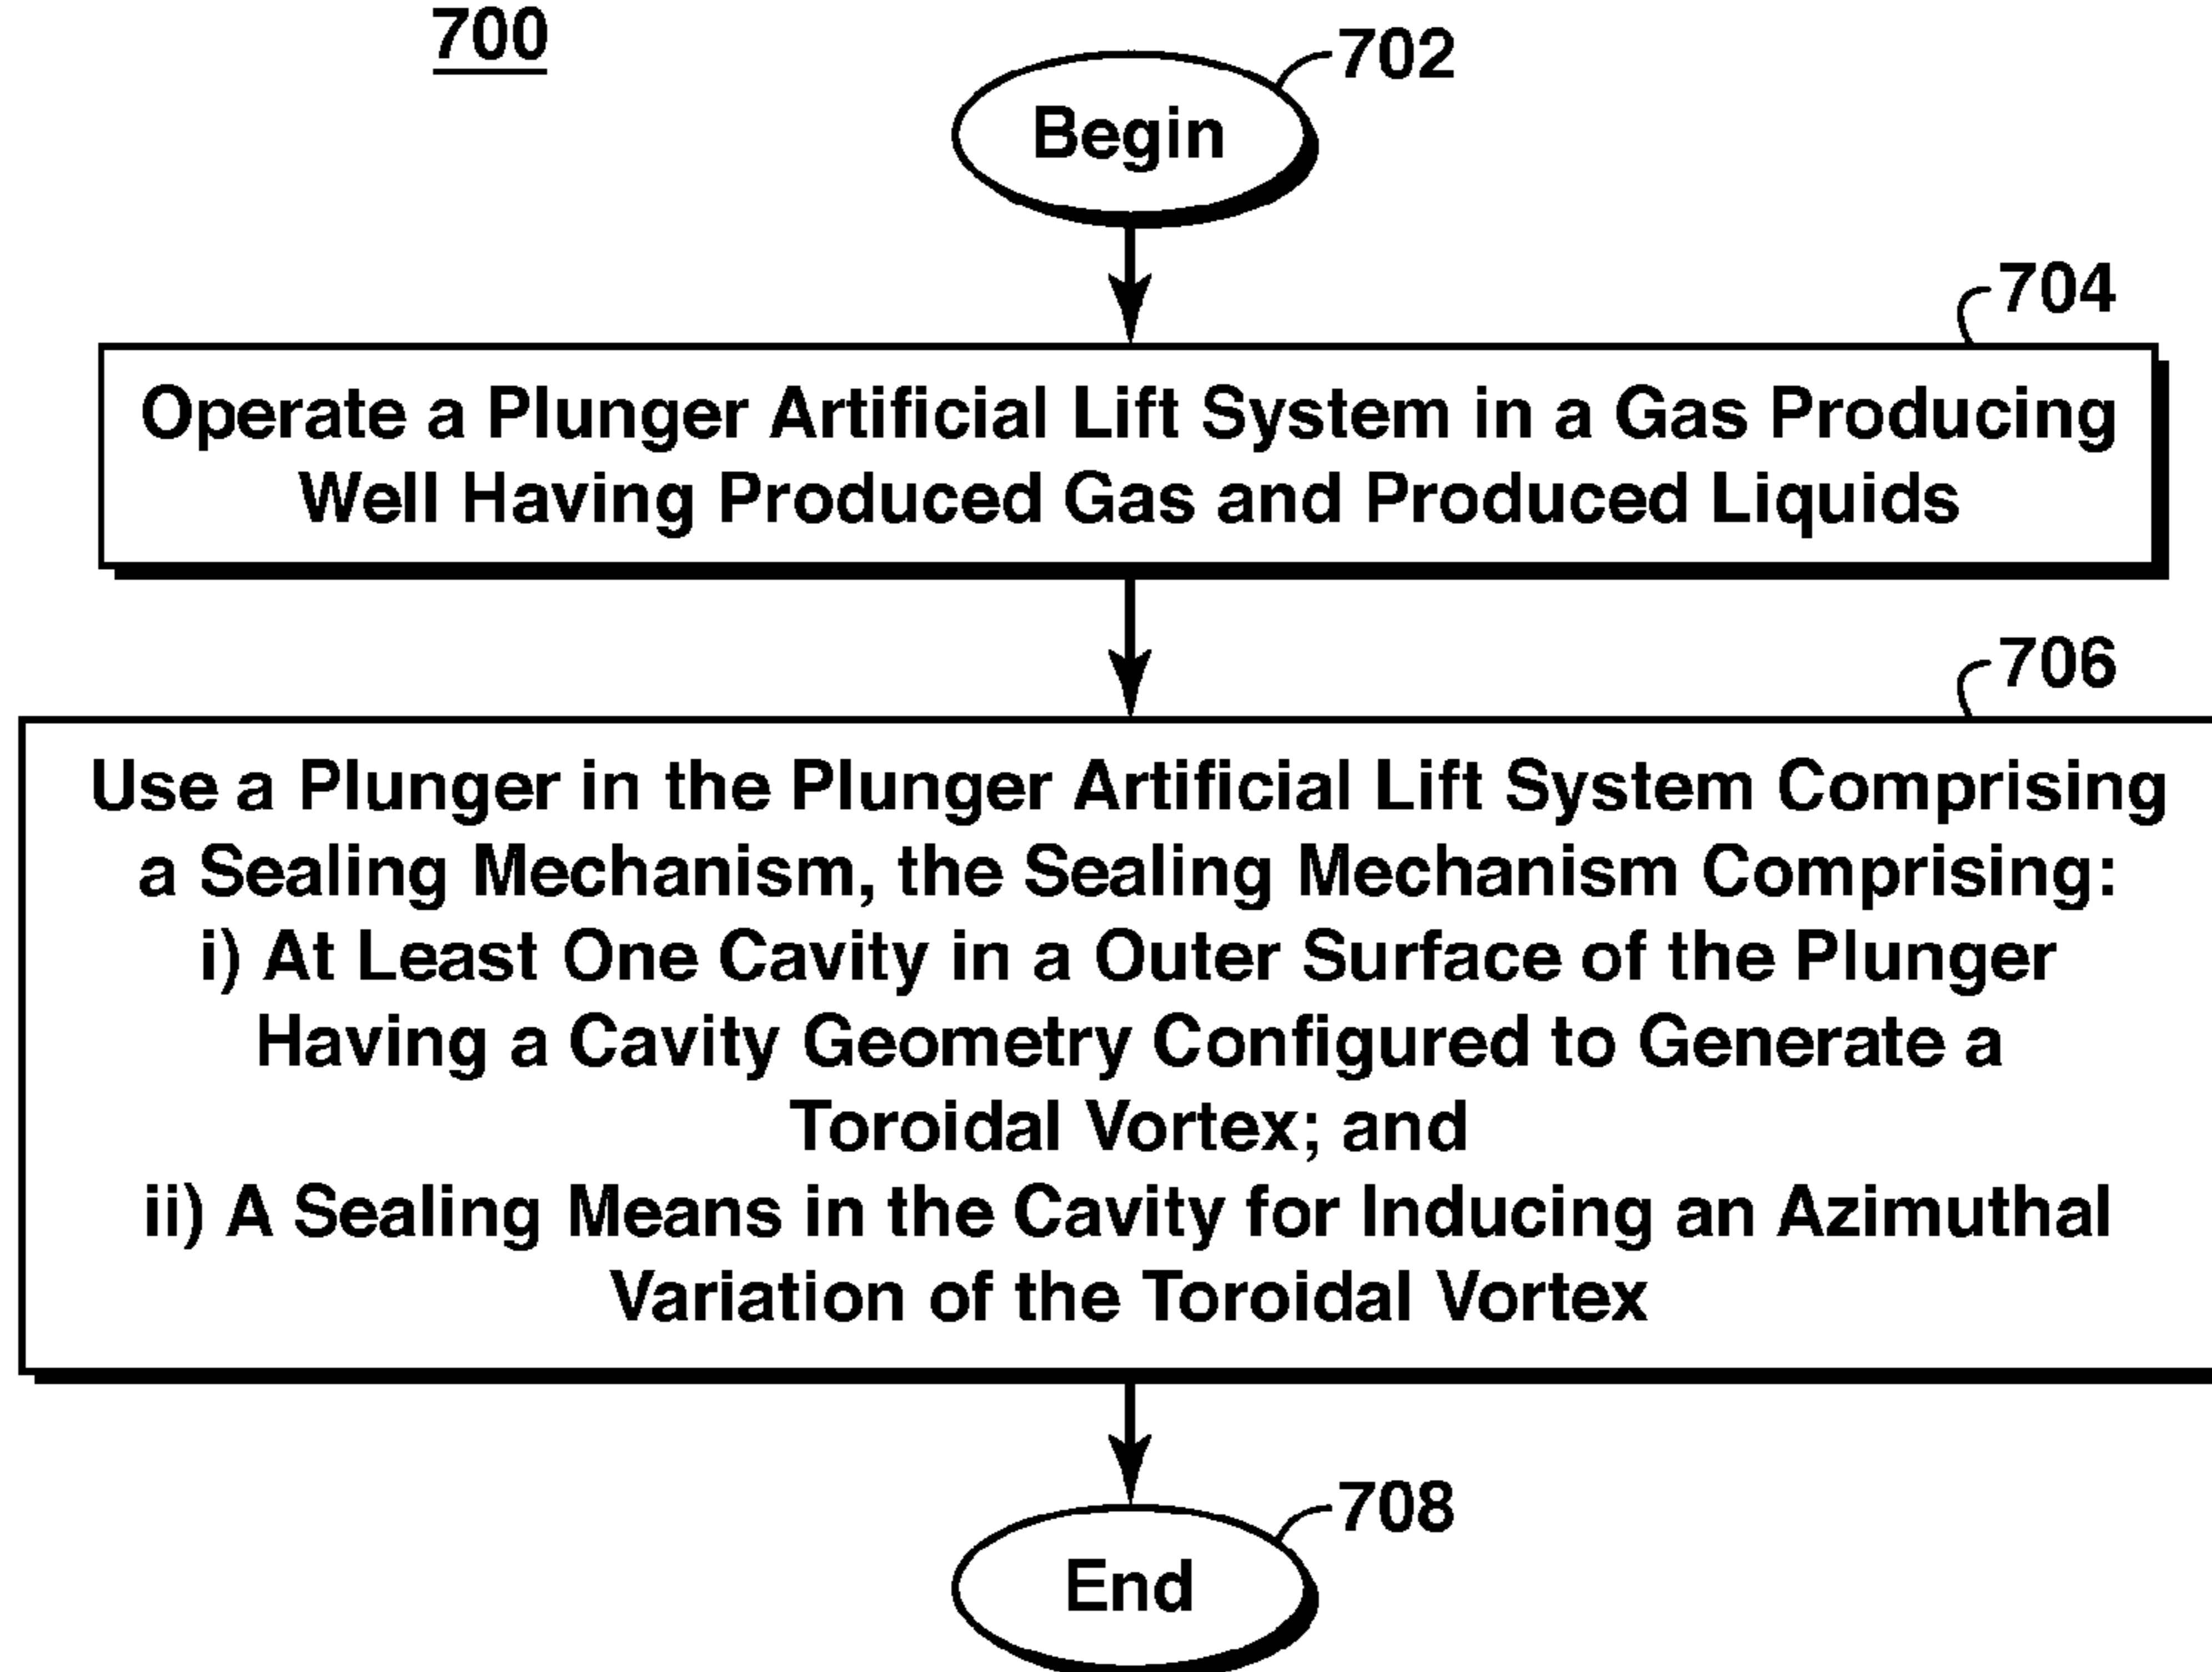 700
702
Begin
704
Operate a Plunger Artificial Lift System in a Gas Producing
Well Having Produced Gas and Produced Liquids
706
Use a Plunger in the Plunger Artificial Lift System Comprising
a Sealing Mechanism, the Sealing Mechanism Comprising:
i) At Least One Cavity in a Outer Surface of the Plunger
Having a Cavity Geometry Configured to Generate a
Toroidal Vortex; and
ii) A Sealing Means in the Cavity for Inducing an Azimuthal
Variation of the Toroidal Vortex
708
End